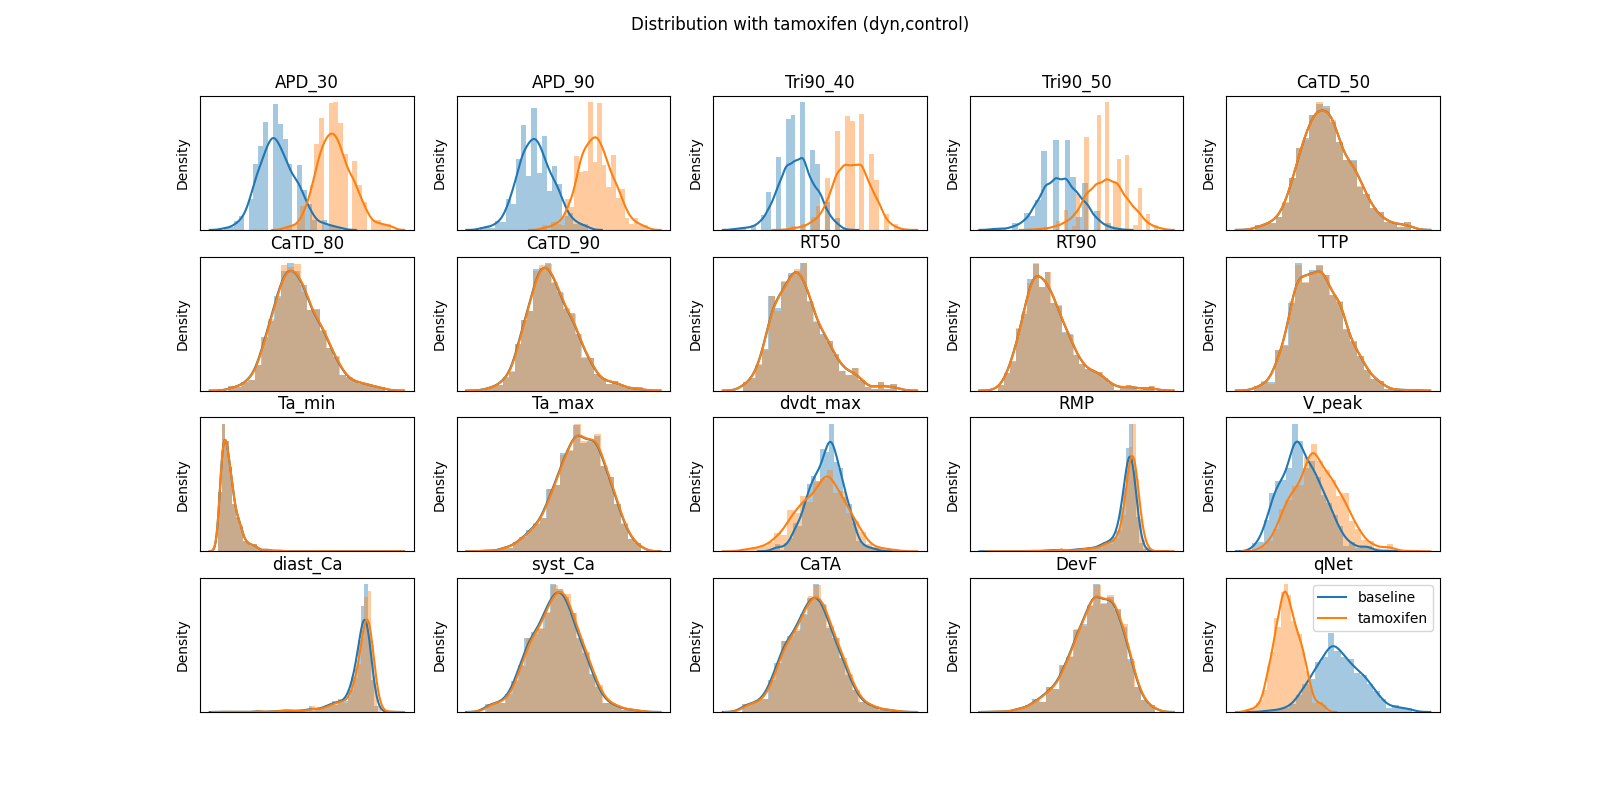 Distribution with tamoxifen (dyn,control)
APD_30 APD_90 Tri90_40 Tri90_50 CaTD_50
Density Density Density Density Density
CaTD_80 CaTD_90 RT50 RT90 TTP
Density Density Density Density Density
Ta_min Ta_max dvdt_max RMP V_peak
Density Density Density Density Density
diast_Ca syst_Ca CaTA DevF qNet
Density Density Density Density Density
baseline
tamoxifen